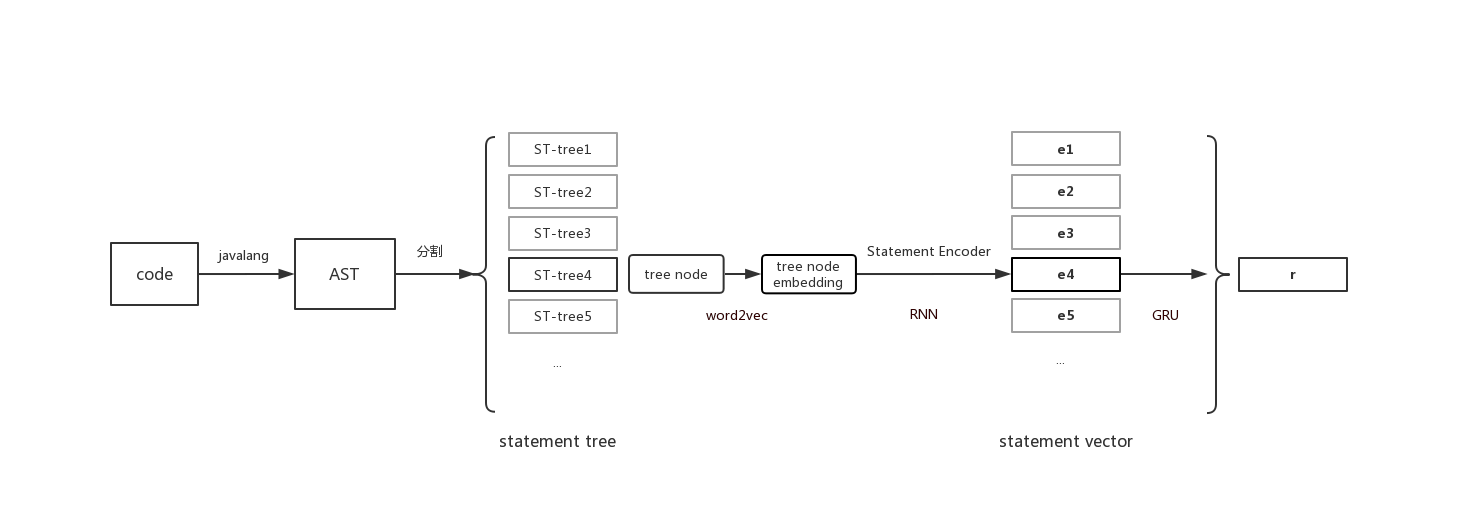 code
javalang
AST
分割
ST-tree1
ST-tree2
ST-tree3
ST-tree4
ST-tree5
...
statement tree
tree node
word2vec
tree node
embedding
Statement Encoder
RNN
e1
e2
e3
e4
e5
...
statement vector
GRU
r